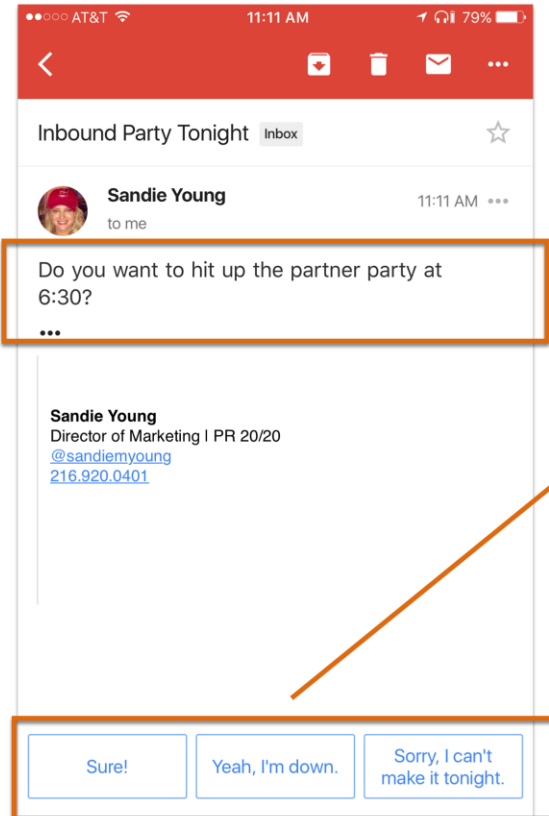 ●●○○○ AT&T 11:11 AM 79%
•••
Inbound Party Tonight Inbox
Sandie Young 11:11 AM •••
to me
Do you want to hit up the partner party at
6:30?
•••
Sandie Young
Director of Marketing | PR 20/20
@sandiemyoung
216.920.0401
Sure! Yeah, I'm down. Sorry, I can't
make it tonight.